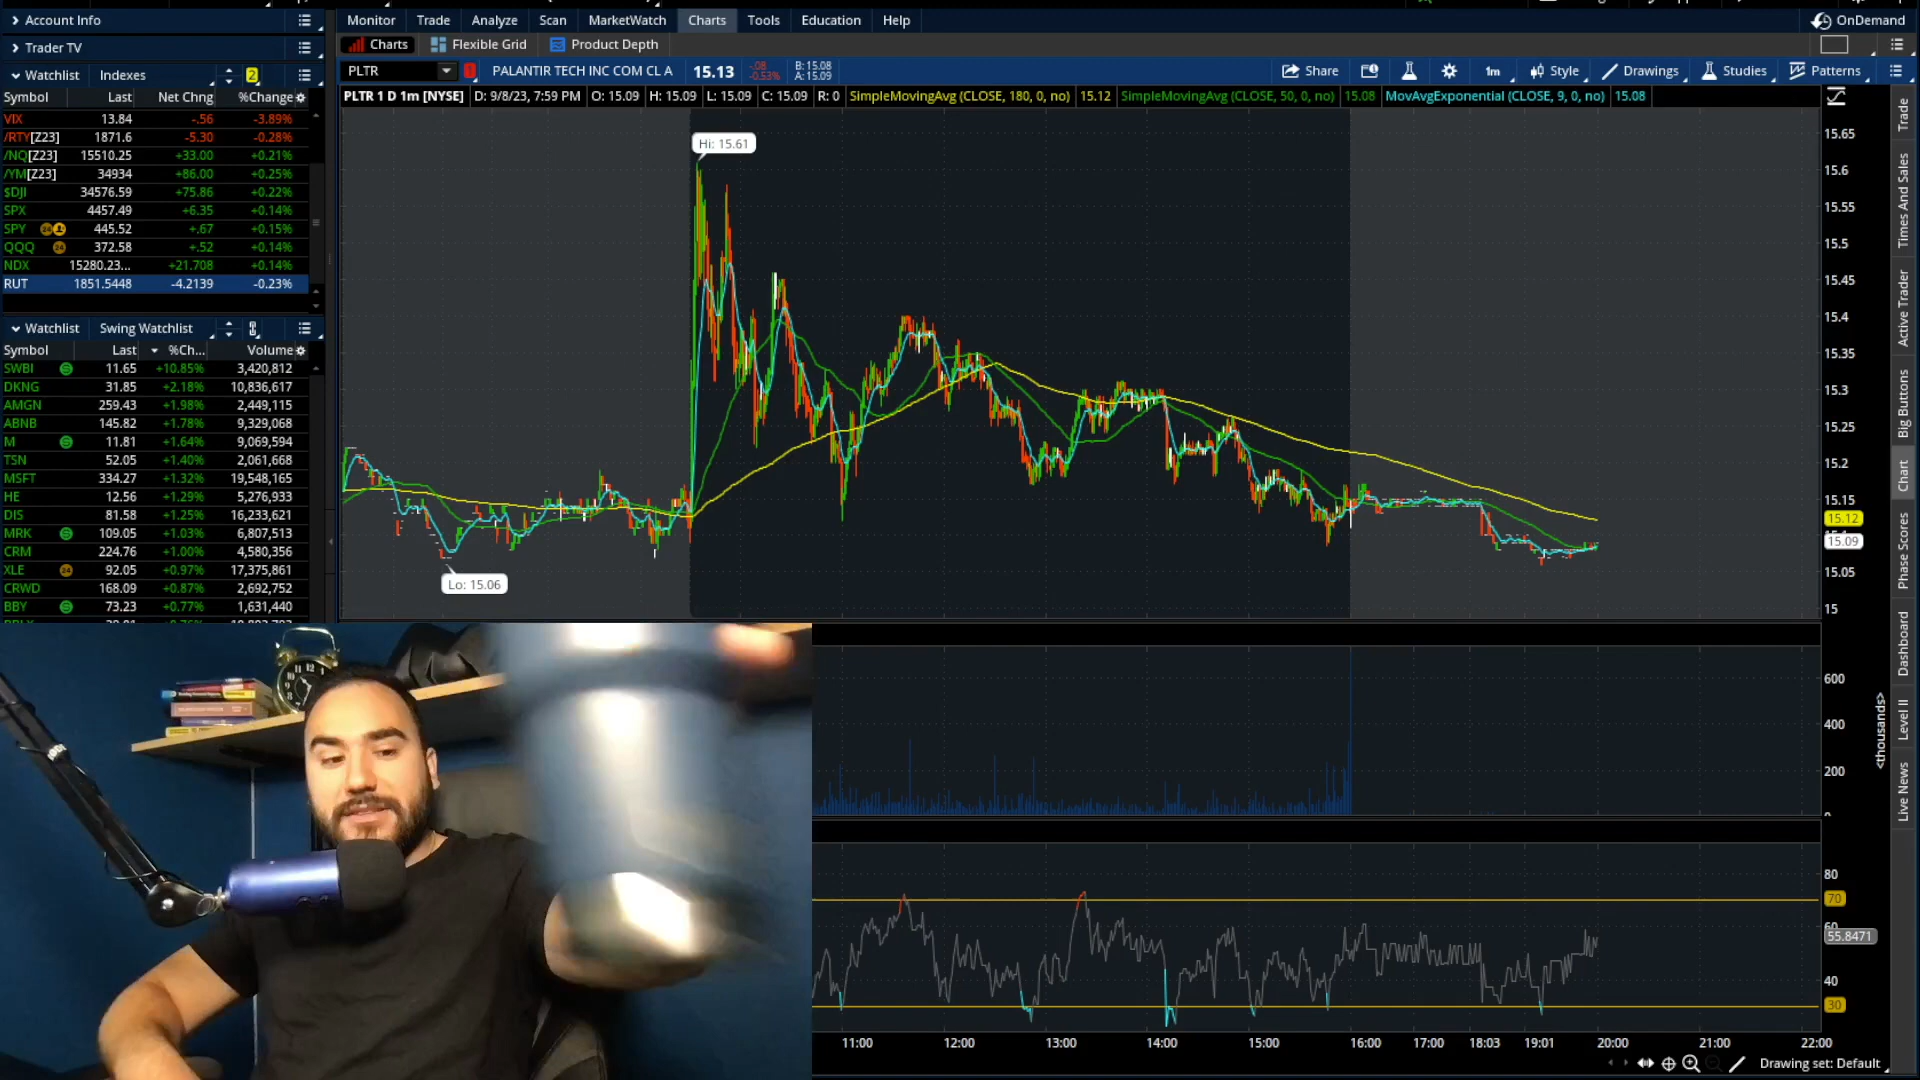 Account Info
Monitor Trade Analyze Scan MarketWatch Charts Tools Education Help OnDemand
Trader TV
Charts Flexible Grid Product Depth
Watchlist Indexes 2
PLTR PALANTIR TECH INC COM CL A 15.13 -.08 -0.53% B: 15.08 A: 15.09 Share 1m Style Drawings Studies Patterns
Symbol Last Net Chng %Change
PLTR 1 D 1m [NYSE] D: 9/8/23, 7:59 PM O: 15.09 H: 15.09 L: 15.09 C: 15.09 R: 0 SimpleMovingAvg (CLOSE, 180, 0, no) 15.12 SimpleMovingAvg (CLOSE, 50, 0, no) 15.08 MovAvgExponential (CLOSE, 9, 0, no) 15.08
VIX 13.84 -.56 -3.89%
/RTY[Z23] 1871.6 -5.30 -0.28%
/NQ[Z23] 15510.25 +33.00 +0.21%
/YM[Z23] 34934 +86.00 +0.25%
$DJI 34576.59 +75.86 +0.22%
SPX 4457.49 +6.35 +0.14%
SPY 24 445.52 +.67 +0.15%
QQQ 24 372.58 +.52 +0.14%
NDX 15280.23... +21.708 +0.14%
RUT 1851.5448 -4.2139 -0.23%
Watchlist Swing Watchlist
Symbol Last %Ch... Volume
SWBI 11.65 +10.85% 3,420,812
DKNG 31.85 +2.18% 10,836,617
AMGN 259.43 +1.98% 2,449,115
ABNB 145.82 +1.78% 9,329,068
M 11.81 +1.64% 9,069,594
TSN 52.05 +1.40% 2,061,668
MSFT 334.27 +1.32% 19,548,165
HE 12.56 +1.29% 5,276,933
DIS 81.58 +1.25% 16,233,621
MRK 109.05 +1.03% 6,807,513
CRM 224.76 +1.00% 4,580,356
XLE 24 92.05 +0.97% 17,375,861
CRWD 168.09 +0.87% 2,692,752
BBY 73.23 +0.77% 1,631,440
Hi: 15.61
Lo: 15.06
15.65
15.6
15.55
15.5
15.45
15.4
15.35
15.3
15.25
15.2
15.15
15.12
15.09
15.05
15
600
400
200
0
<thousands>
80
70
60
55.8471
40
30
11:00 12:00 13:00 14:00 15:00 16:00 17:00 18:03 19:01 20:00 21:00 22:00
Drawing set: Default
Trade
Times And Sales
Active Trader
Big Buttons
Chart
Phase Scores
Dashboard
Level II
Live News